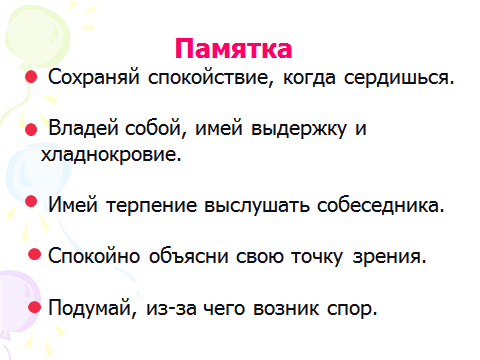 Памятка
Сохраняй спокойствие, когда сердишься.
Владей собой, имей выдержку и
хладнокровие.
Имей терпение выслушать собеседника.
Спокойно объясни свою точку зрения.
Подумай, из-за чего возник спор.